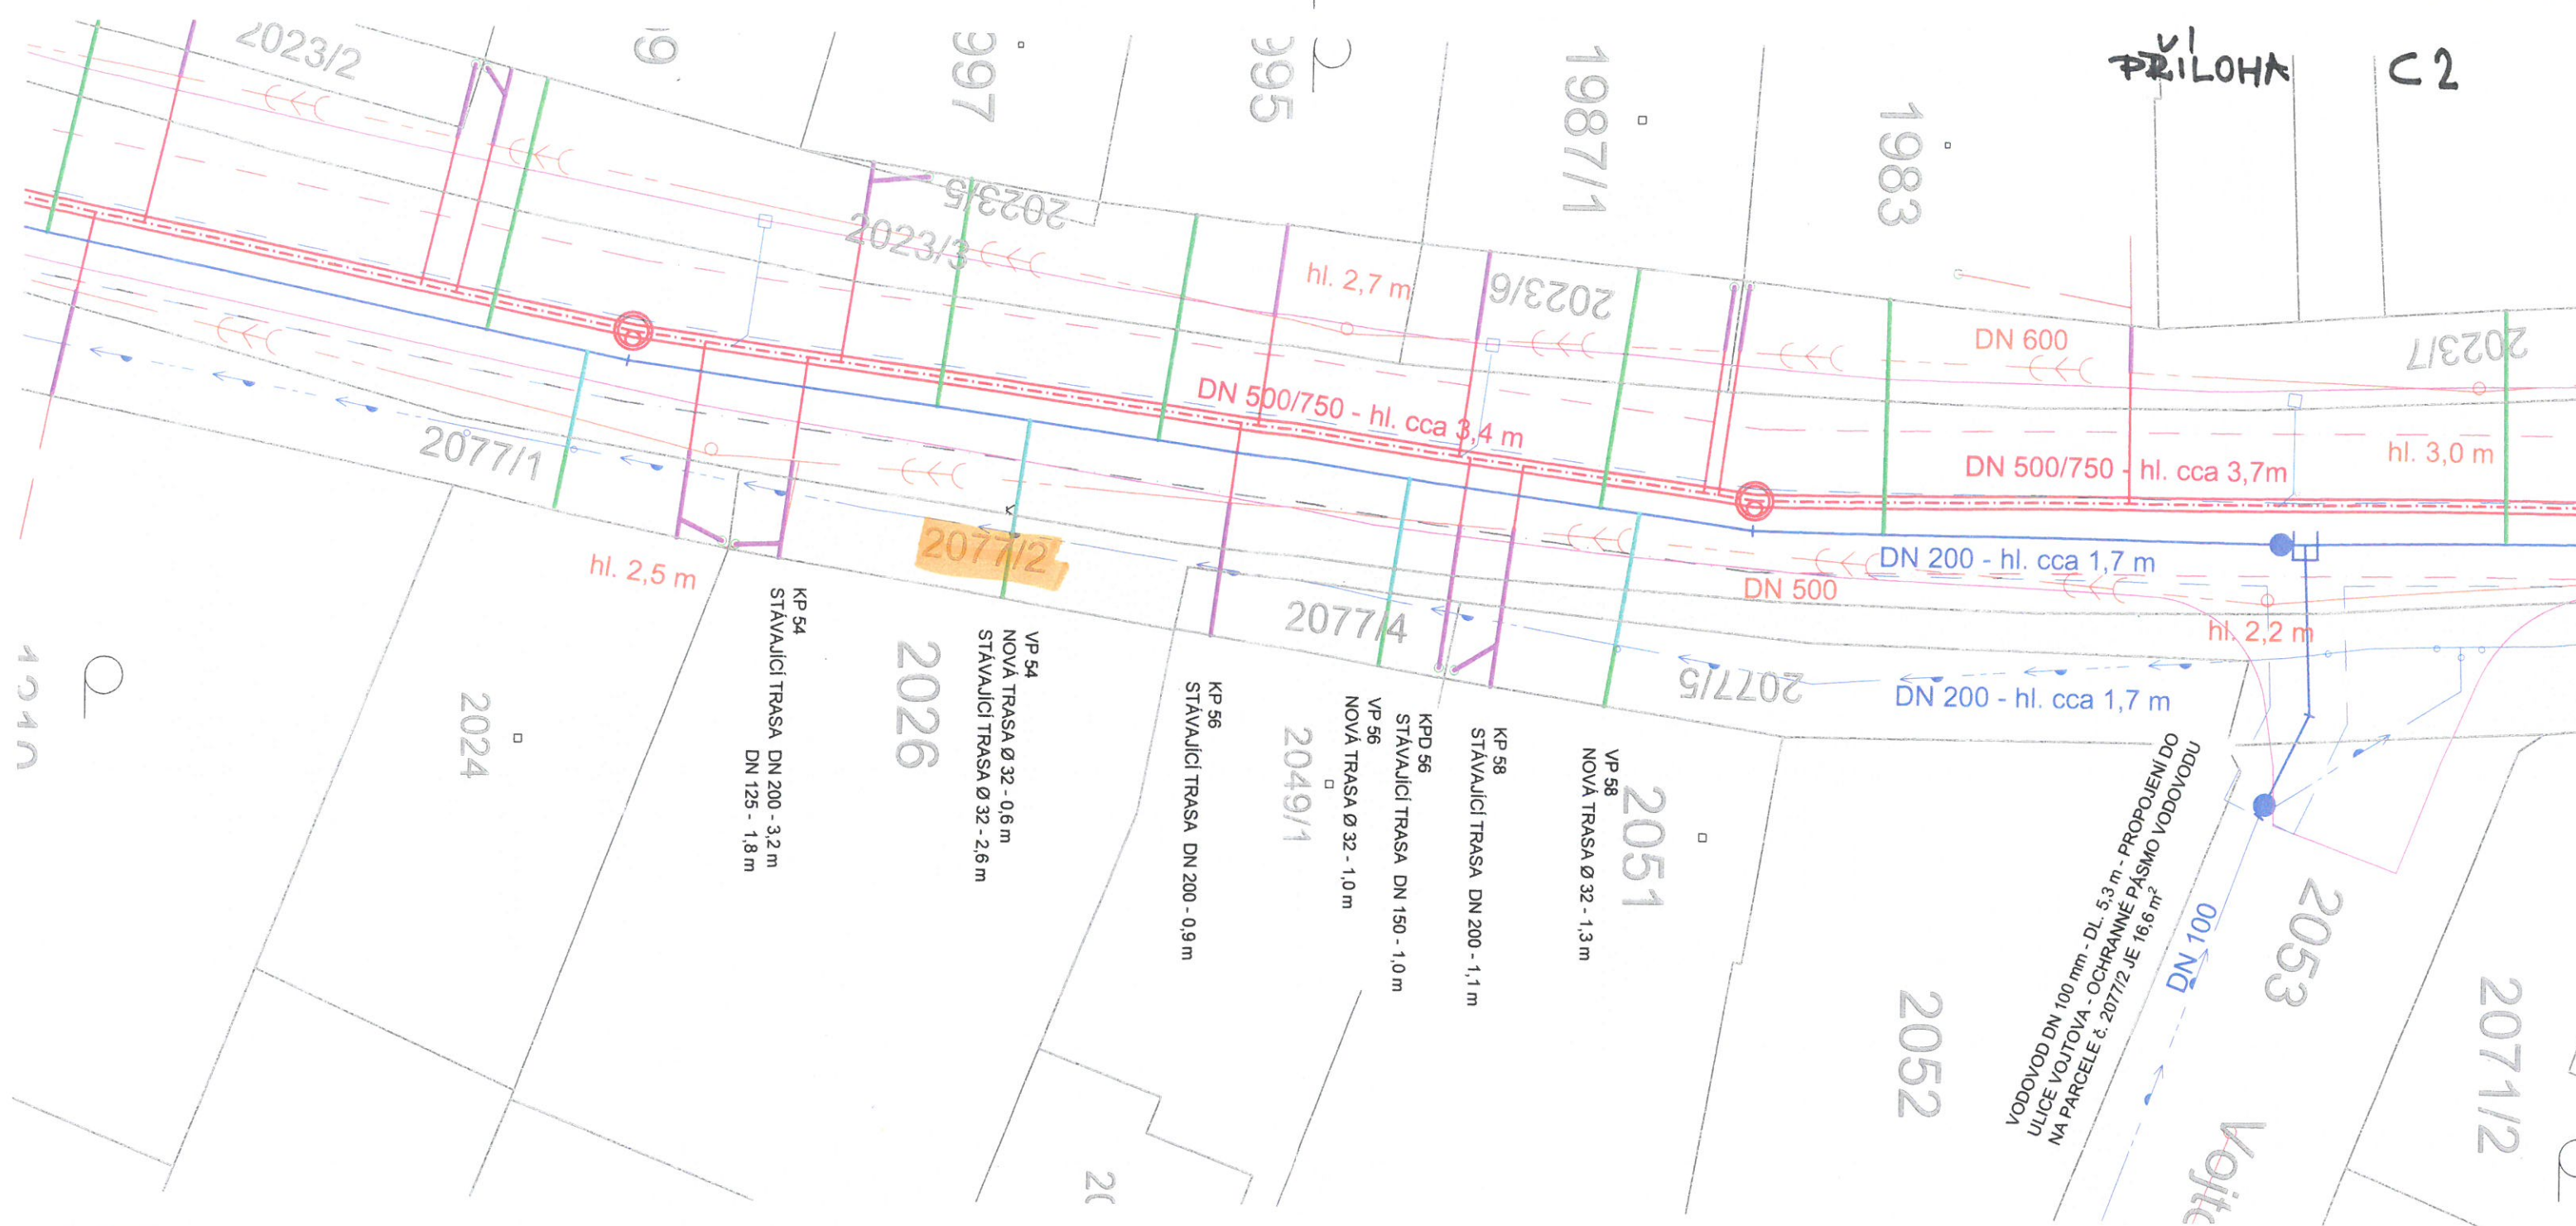 PŘÍLOHA C2
2023/2
997
995
1987/1
1983
2023/5
2023/3
hl. 2,7 m
2023/6
DN 600
2023/7
DN 500/750 - hl. cca 3,4 m
DN 500/750 - hl. cca 3,7m
hl. 3,0 m
2077/1
2077/2
hl. 2,5 m
DN 200 - hl. cca 1,7 m
DN 500
2077/4
hl. 2,2 m
2077/5
DN 200 - hl. cca 1,7 m
KP 54
STÁVAJÍCÍ TRASA DN 200 - 3,2 m
DN 125 - 1,8 m
2024
2026
VP 54
NOVÁ TRASA Ø 32 - 0,6 m
STÁVAJÍCÍ TRASA Ø 32 - 2,6 m
KP 56
STÁVAJÍCÍ TRASA DN 200 - 0,9 m
2049/1
VP 56
NOVÁ TRASA Ø 32 - 1,0 m
KPD 56
STÁVAJÍCÍ TRASA DN 150 - 1,0 m
KP 58
STÁVAJÍCÍ TRASA DN 200 - 1,1 m
VP 58
NOVÁ TRASA Ø 32 - 1,3 m
2051
2052
VODOVOD DN 100 mm - DL. 5,3 m - PROPOJENÍ DO
ULICE VOJTOVA - OCHRANNÉ PÁSMO VODOVODU
NA PARCELE č. 2077/2 JE 16,6 m²
DN 100
2053
2071/2
Vojto